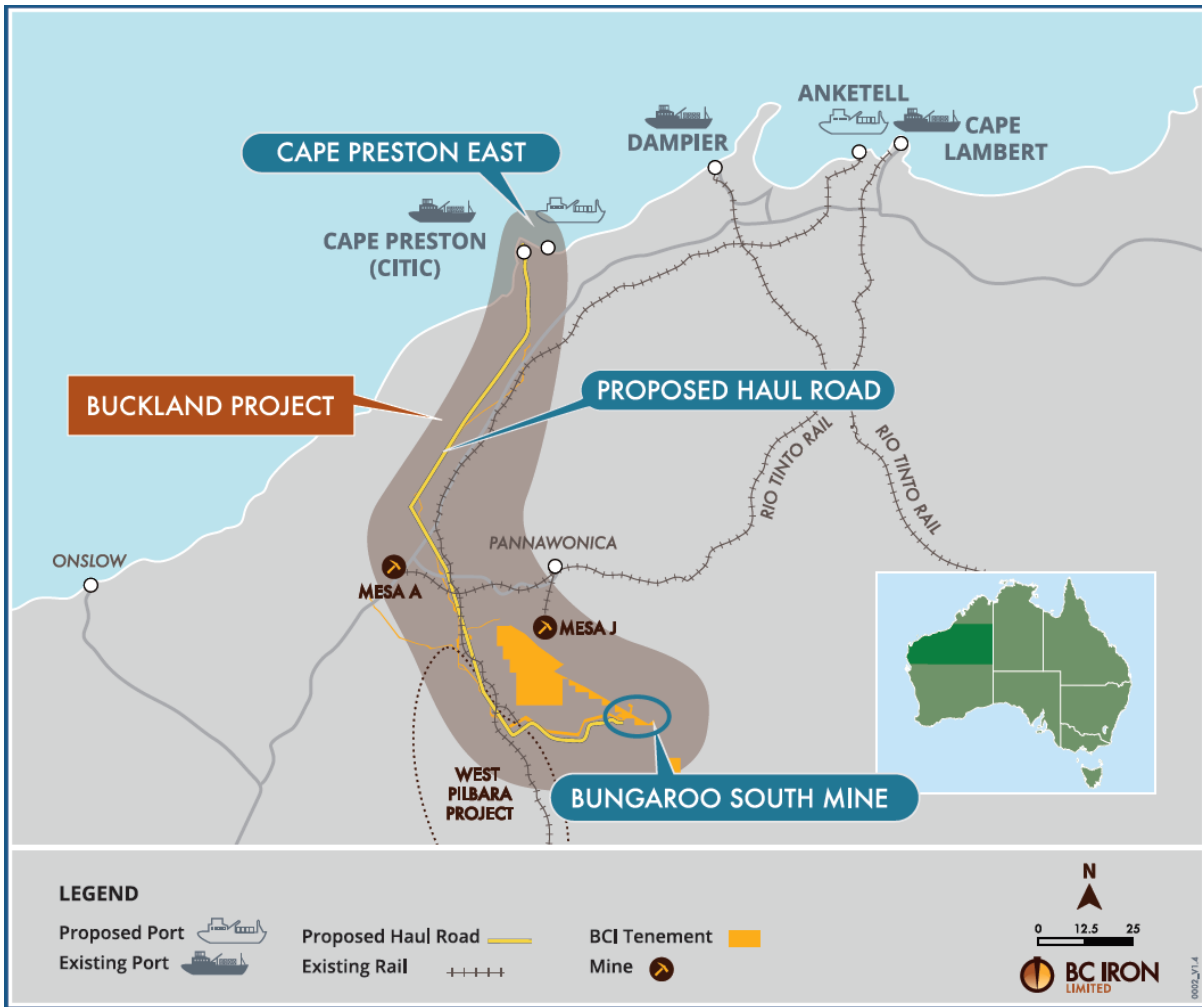 ANKETELL
CAPE
LAMBERT
DAMPIER
CAPE PRESTON EAST
CAPE PRESTON
(CITIC)
BUCKLAND PROJECT
PROPOSED HAUL ROAD
RIO TINTO RAIL
RIO TINTO RAIL
ONSLOW
PANNAWONICA
MESA A
MESA J
WEST
PILBARA
PROJECT
BUNGAROO SOUTH MINE
LEGEND
Proposed Port
Existing Port
Proposed Haul Road
Existing Rail
BCI Tenement
Mine
N
0 12.5 25
BC IRON
LIMITED
0002_V1.4